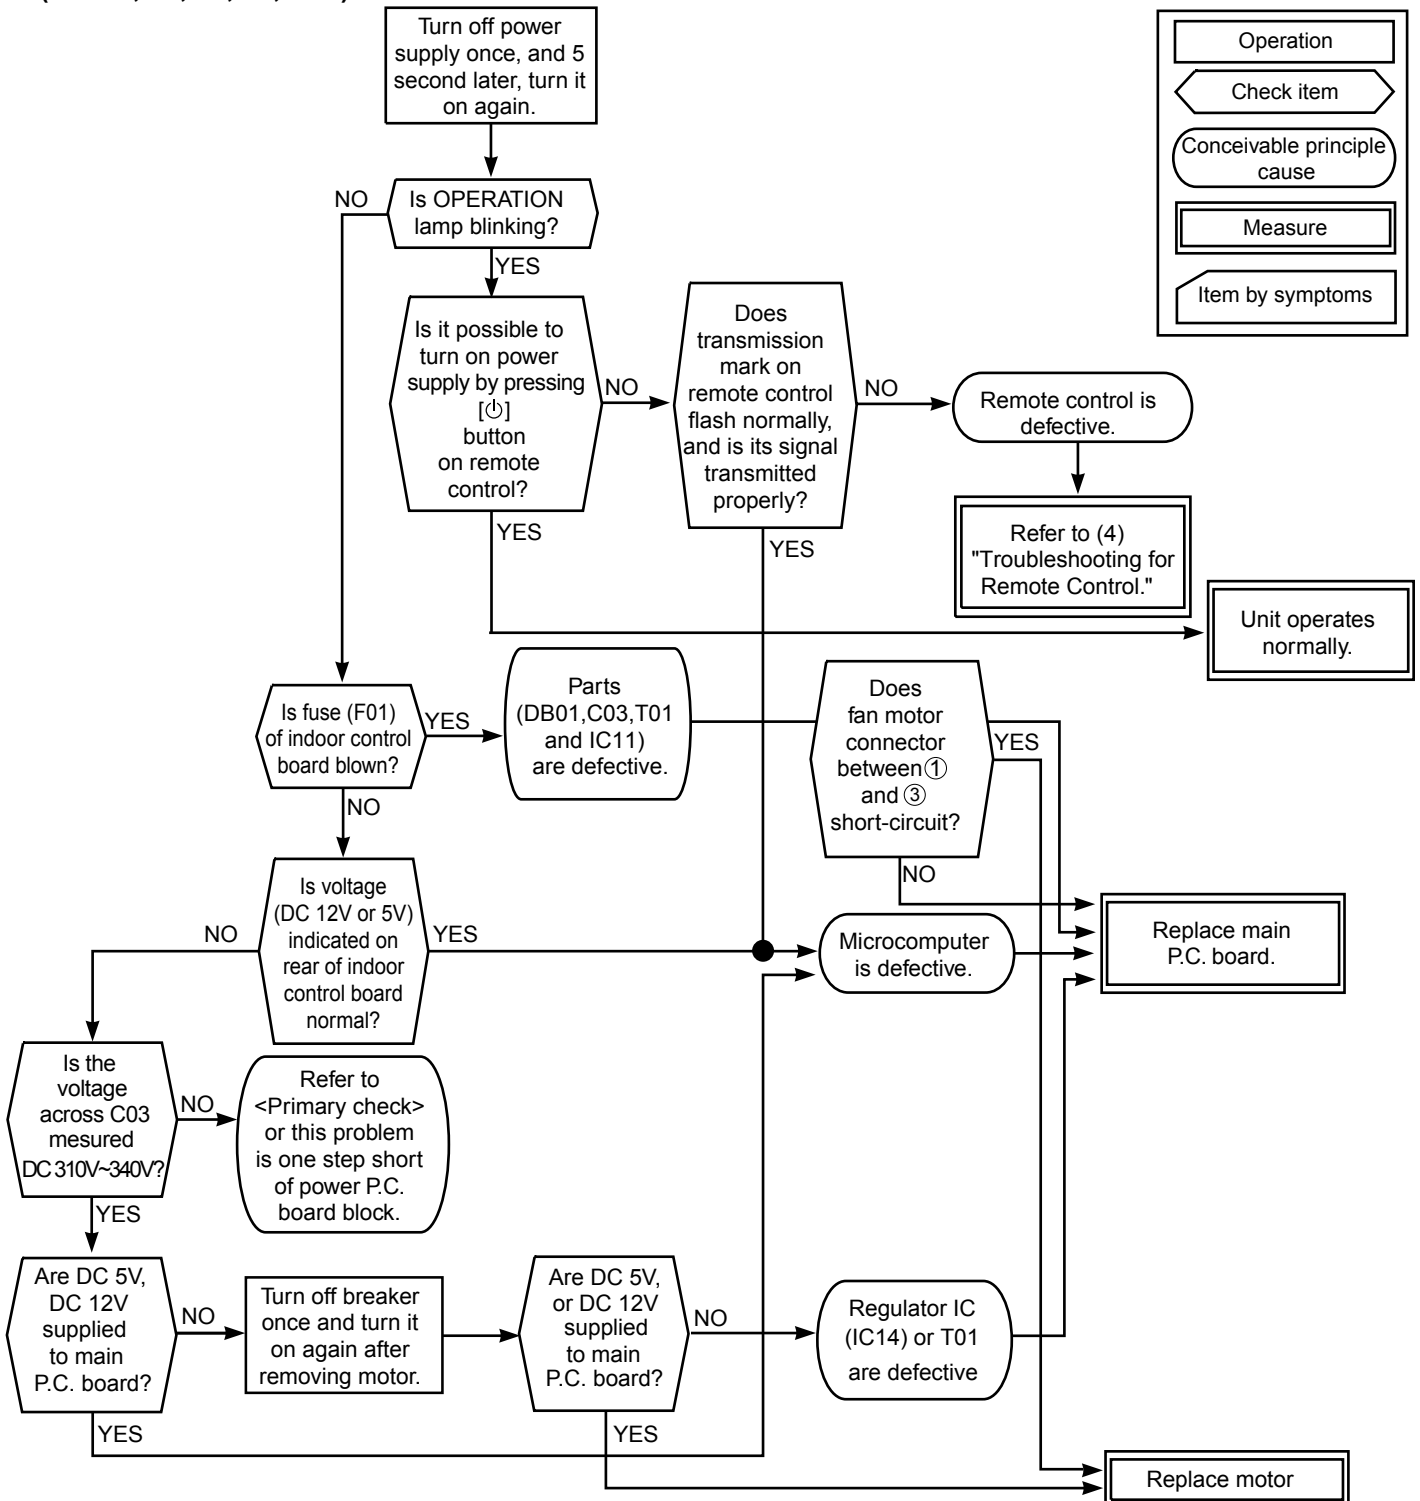 Turn off power
supply once, and 5
second later, turn it
on again.
Operation
Check item
Conceivable principle
cause
Measure
Item by symptoms
Is OPERATION
lamp blinking?
NO
YES
Is it possible to
turn on power
supply by pressing
[⏻]
button
on remote
control?
NO
YES
Does
transmission
mark on
remote control
flash normally,
and is its signal
transmitted
properly?
NO
YES
Remote control is
defective.
Refer to (4)
"Troubleshooting for
Remote Control."
Unit operates
normally.
Is fuse (F01)
of indoor control
board blown?
YES
NO
Parts
(DB01,C03,T01
and IC11)
are defective.
Does
fan motor
connector
between①
and ③
short-circuit?
YES
NO
Is voltage
(DC 12V or 5V)
indicated on
rear of indoor
control board
normal?
NO
YES
Microcomputer
is defective.
Replace main
P.C. board.
Is the
voltage
across C03
mesured
DC 310V~340V?
NO
YES
Refer to
<Primary check>
or this problem
is one step short
of power P.C.
board block.
Are DC 5V,
DC 12V
supplied
to main
P.C. board?
NO
YES
Turn off breaker
once and turn it
on again after
removing motor.
Are DC 5V,
or DC 12V
supplied
to main
P.C. board?
NO
YES
Regulator IC
(IC14) or T01
are defective
Replace motor